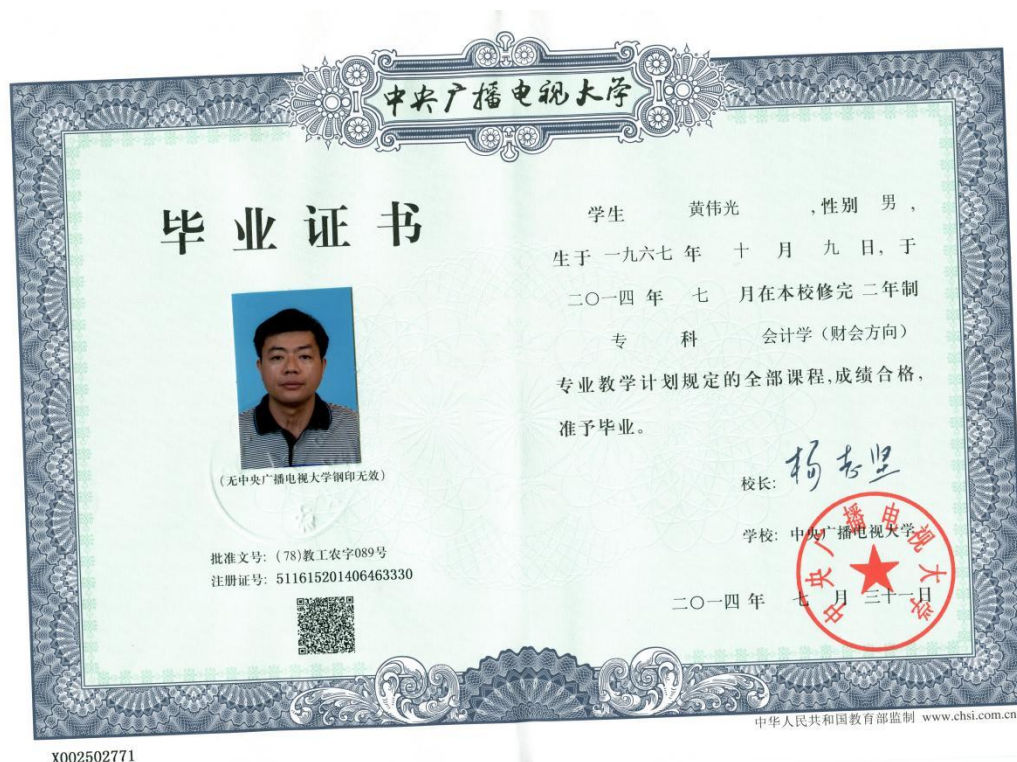 中央广播电视大学
毕业证书
(无中央广播电视大学钢印无效)
批准文号: (78)教工农字089号
注册证号: 511615201406463330
学生 黄伟光 ,性别 男 ,
生于 一九六七 年 十 月 九 日, 于
二〇一四 年 七 月在本校修完 二年制
专 科 会计学（财会方向）
专业教学计划规定的全部课程,成绩合格,
准予毕业。
校长: 杨志坚
学校: 中央广播电视大学
中央广播电视大学
二〇一四 年 七 月 三十一日
中华人民共和国教育部监制 www.chsi.com.cn
X002502771